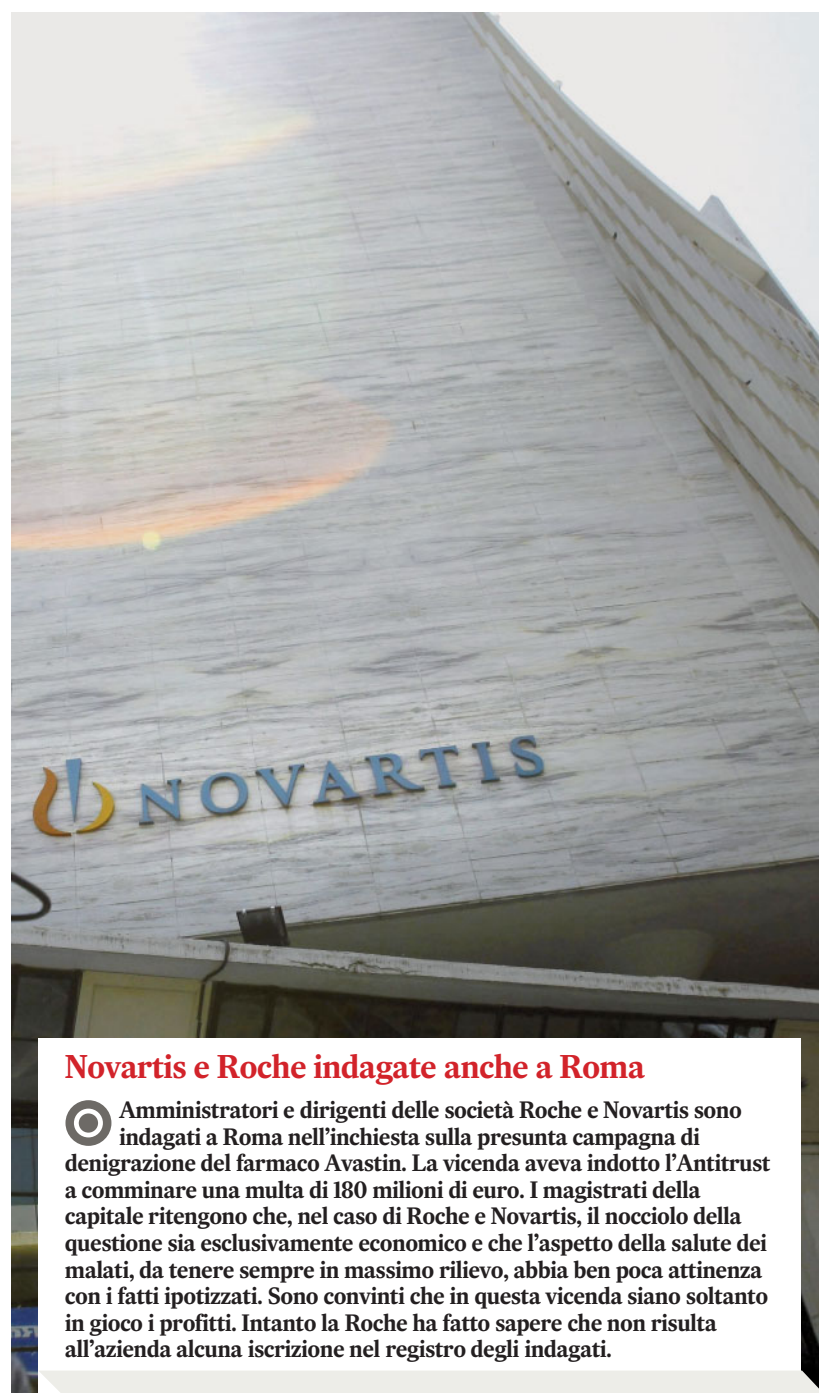 NOVARTIS
Novartis e Roche indagate anche a Roma
Amministratori e dirigenti delle società Roche e Novartis sono
indagati a Roma nell'inchiesta sulla presunta campagna di
denigrazione del farmaco Avastin. La vicenda aveva indotto l'Antitrust
a comminare una multa di 180 milioni di euro. I magistrati della
capitale ritengono che, nel caso di Roche e Novartis, il nocciolo della
questione sia esclusivamente economico e che l'aspetto della salute dei
malati, da tenere sempre in massimo rilievo, abbia ben poca attinenza
con i fatti ipotizzati. Sono convinti che in questa vicenda siano soltanto
in gioco i profitti. Intanto la Roche ha fatto sapere che non risulta
all'azienda alcuna iscrizione nel registro degli indagati.